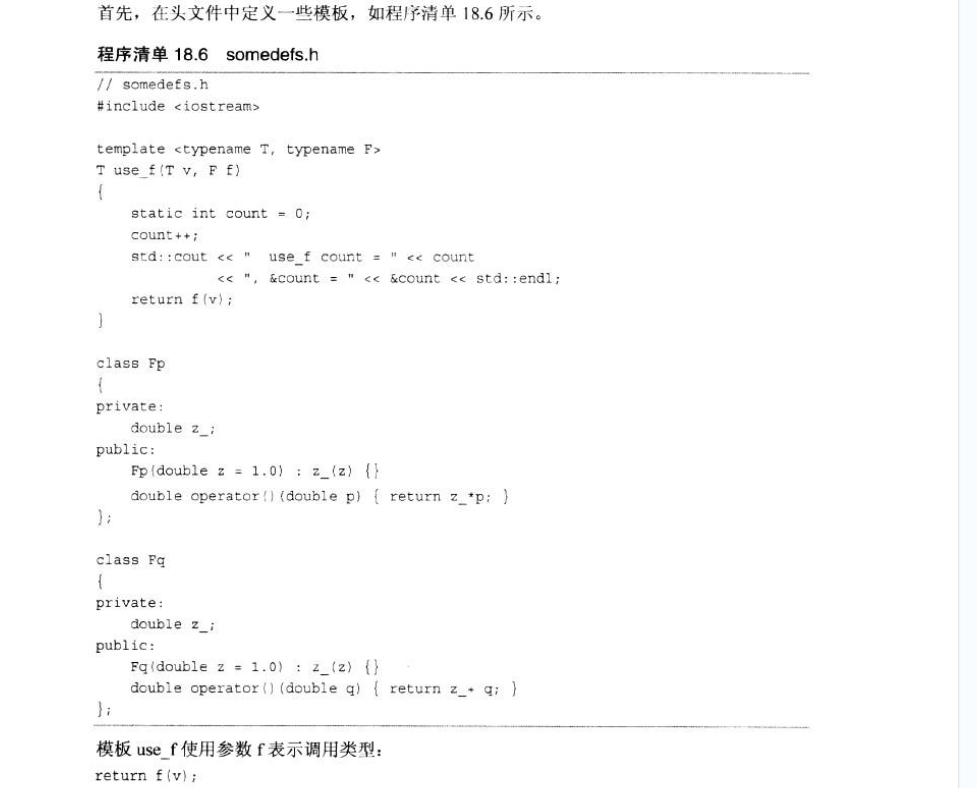 首先，在头文件中定义一些模板，如程序清单 18.6 所示。
程序清单 18.6 somedefs.h
// somedefs.h
#include <iostream>
template <typename T, typename F>
T use_f(T v, F f)
{
    static int count = 0;
    count++;
    std::cout << "  use_f count = " << count
              << ", &count = " << &count << std::endl;
    return f(v);
}
class Fp
{
private:
    double z_;
public:
    Fp(double z = 1.0) : z_(z) {}
    double operator()(double p) { return z_*p; }
};
class Fq
{
private:
    double z_;
public:
    Fq(double z = 1.0) : z_(z) {}
    double operator()(double q) { return z_+ q; }
};
模板 use_f 使用参数 f 表示调用类型：
return f(v);